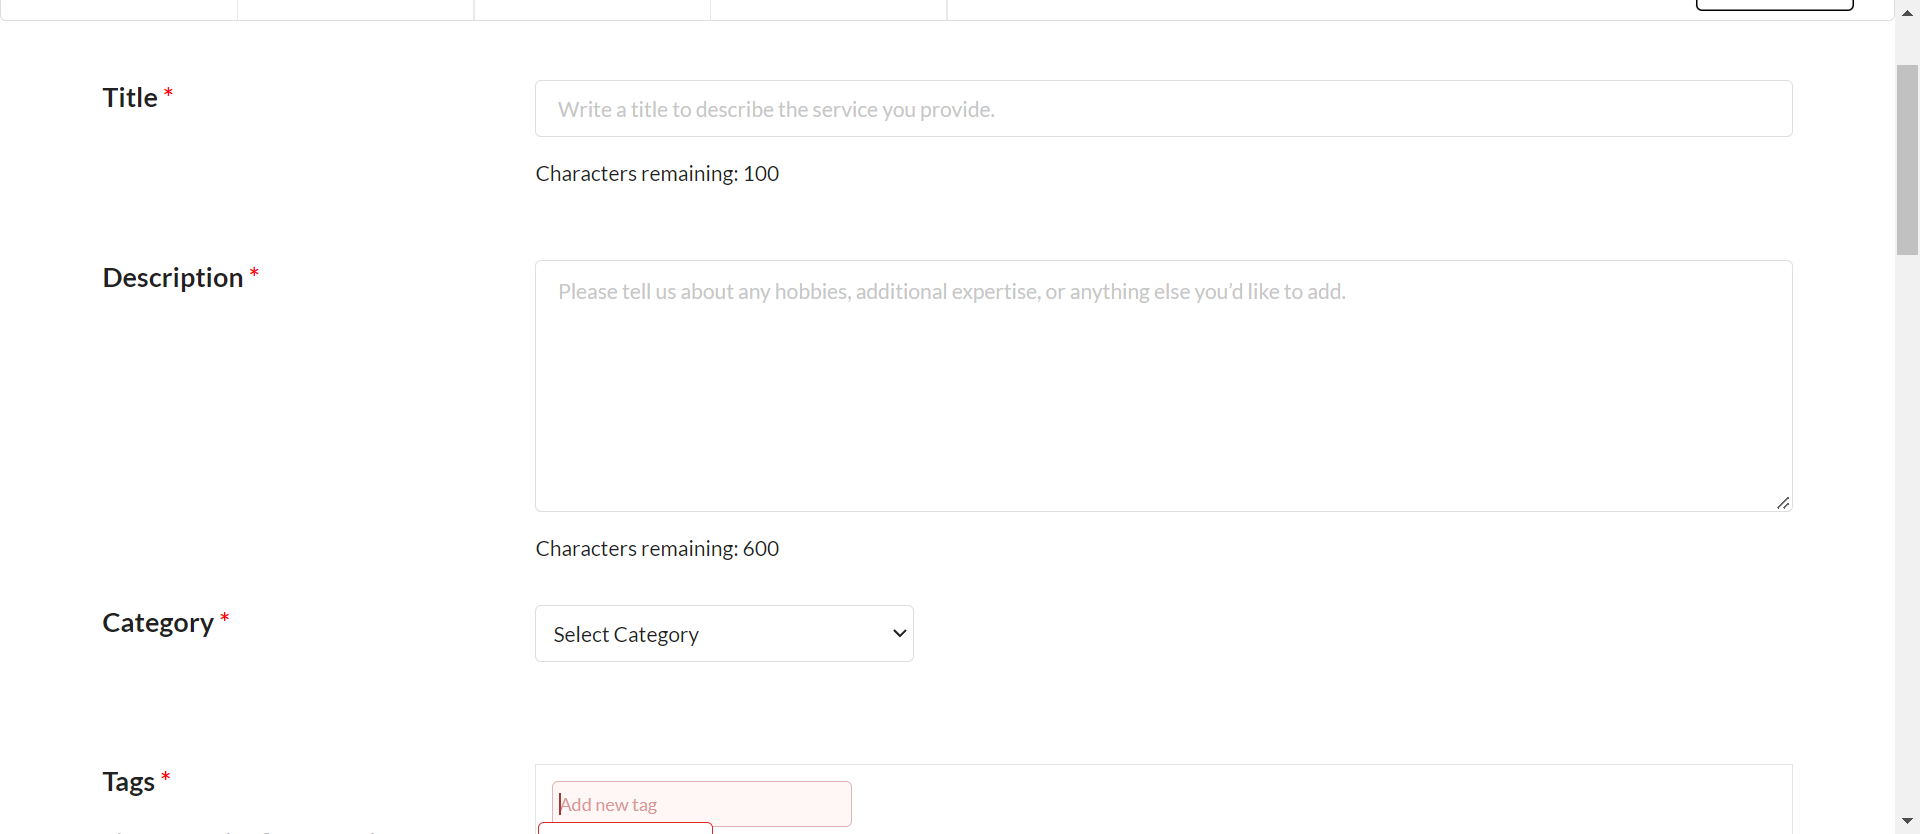 Title *
Write a title to describe the service you provide.
Characters remaining: 100
Description *
Please tell us about any hobbies, additional expertise, or anything else you'd like to add.
Characters remaining: 600
Category *
Select Category
Tags *
Add new tag